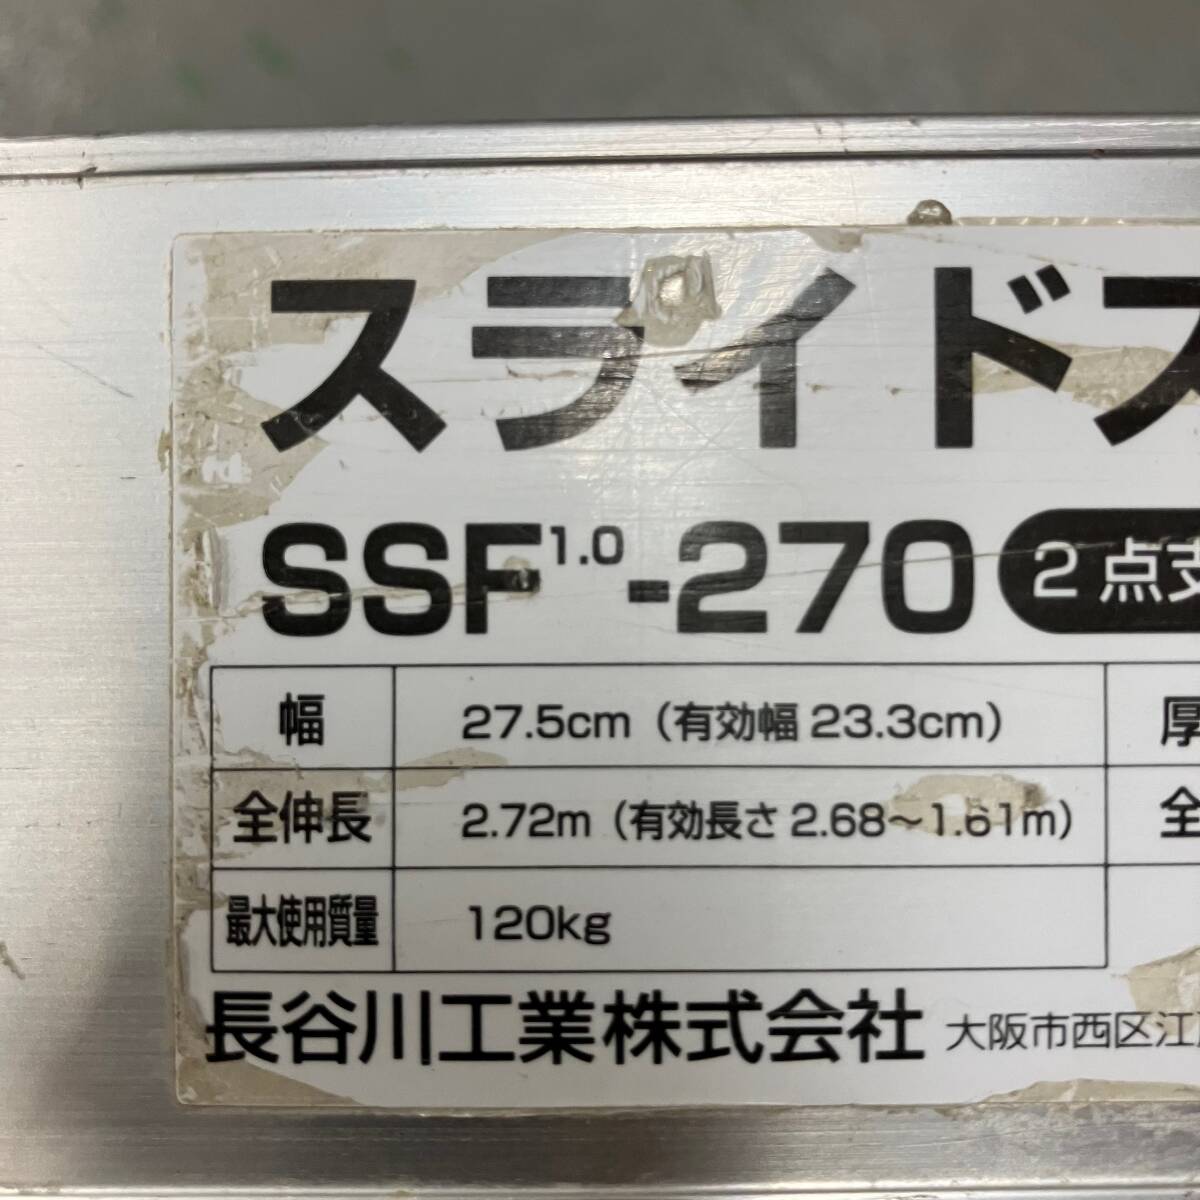 スライドス
SSF1.0-270 2点支
幅 27.5cm（有効幅 23.3cm） 厚
全伸長 2.72m（有効長さ 2.68〜1.61m） 全
最大使用質量 120kg
長谷川工業株式会社 大阪市西区江